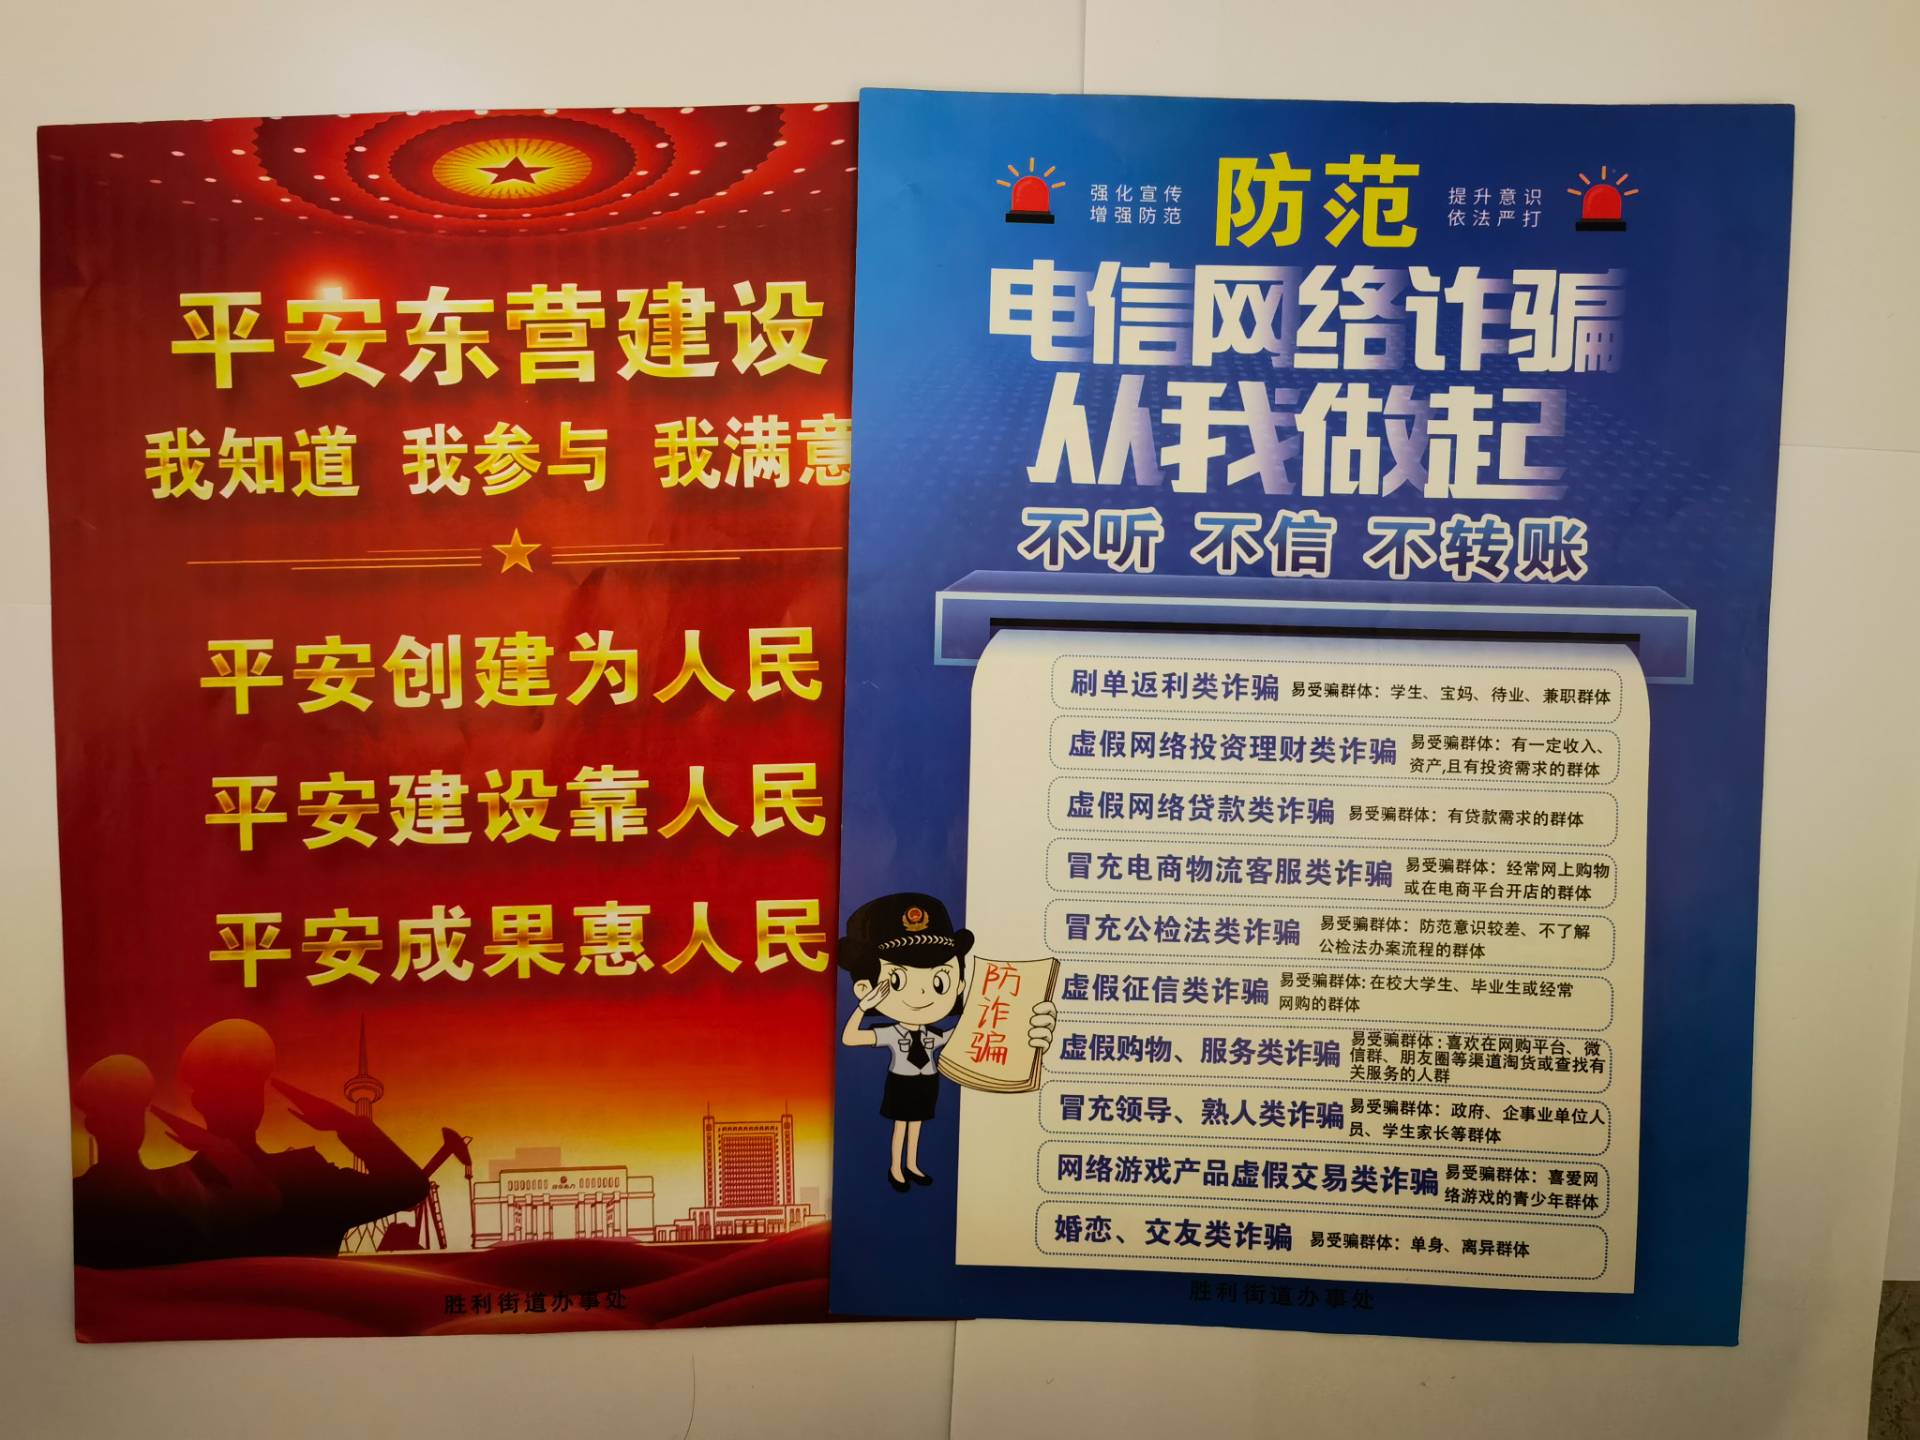 平安东营建设
我知道 我参与 我满意
平安创建为人民
平安建设靠人民
平安成果惠人民
胜利街道办事处
强化宣传
增强防范
防范
提升意识
依法严打
电信网络诈骗
从我做起
不听 不信 不转账
刷单返利类诈骗 易受骗群体：学生、宝妈、待业、兼职群体
虚假网络投资理财类诈骗 易受骗群体：有一定收入、
资产,且有投资需求的群体
虚假网络贷款类诈骗 易受骗群体：有贷款需求的群体
冒充电商物流客服类诈骗 易受骗群体：经常网上购物
或在电商平台开店的群体
冒充公检法类诈骗 易受骗群体：防范意识较差、不了解
公检法办案流程的群体
虚假征信类诈骗 易受骗群体:在校大学生、毕业生或经常
网购的群体
虚假购物、服务类诈骗 易受骗群体:喜欢在网购平台、微
信群、朋友圈等渠道淘货或查找有
关服务的人群
冒充领导、熟人类诈骗 易受骗群体：政府、企事业单位人
员、学生家长等群体
网络游戏产品虚假交易类诈骗 易受骗群体：喜爱网
络游戏的青少年群体
婚恋、交友类诈骗 易受骗群体：单身、离异群体
防
诈
骗
胜利街道办事处